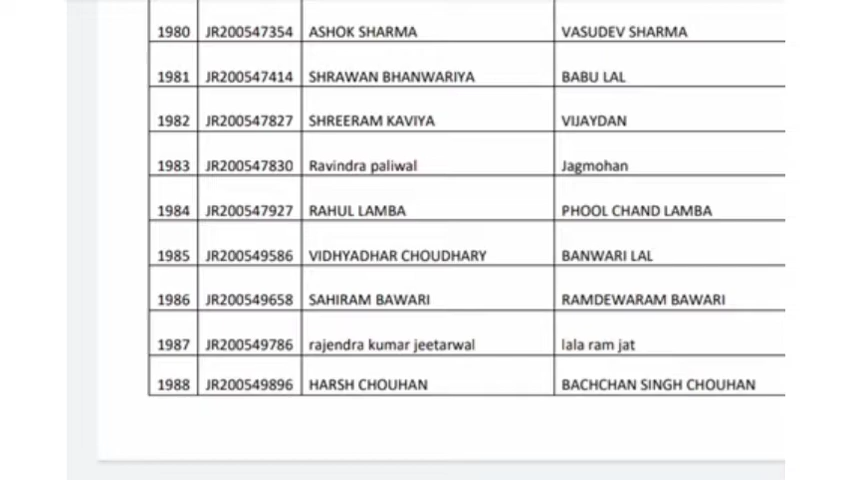 1980 JR200547354 ASHOK SHARMA VASUDEV SHARMA
1981 JR200547414 SHRAWAN BHANWARIYA BABU LAL
1982 JR200547827 SHREERAM KAVIYA VIJAYDAN
1983 JR200547830 Ravindra paliwal Jagmohan
1984 JR200547927 RAHUL LAMBA PHOOL CHAND LAMBA
1985 JR200549586 VIDHYADHAR CHOUDHARY BANWARI LAL
1986 JR200549658 SAHIRAM BAWARI RAMDEWARAM BAWARI
1987 JR200549786 rajendra kumar jeetarwal lala ram jat
1988 JR200549896 HARSH CHOUHAN BACHCHAN SINGH CHOUHAN